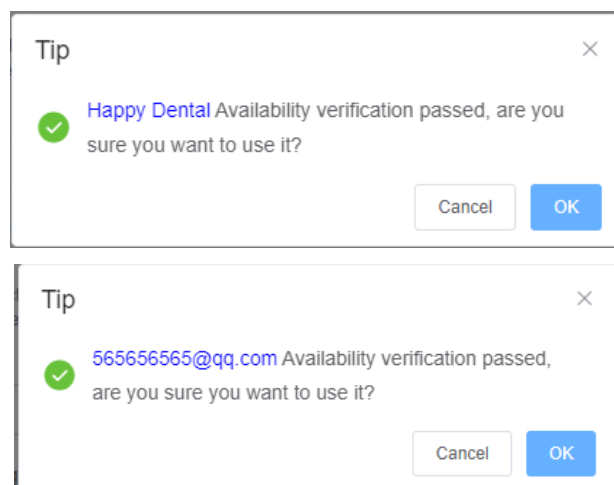 Tip
Happy Dental Availability verification passed, are you
sure you want to use it?
Cancel
OK
Tip
565656565@qq.com Availability verification passed,
are you sure you want to use it?
Cancel
OK